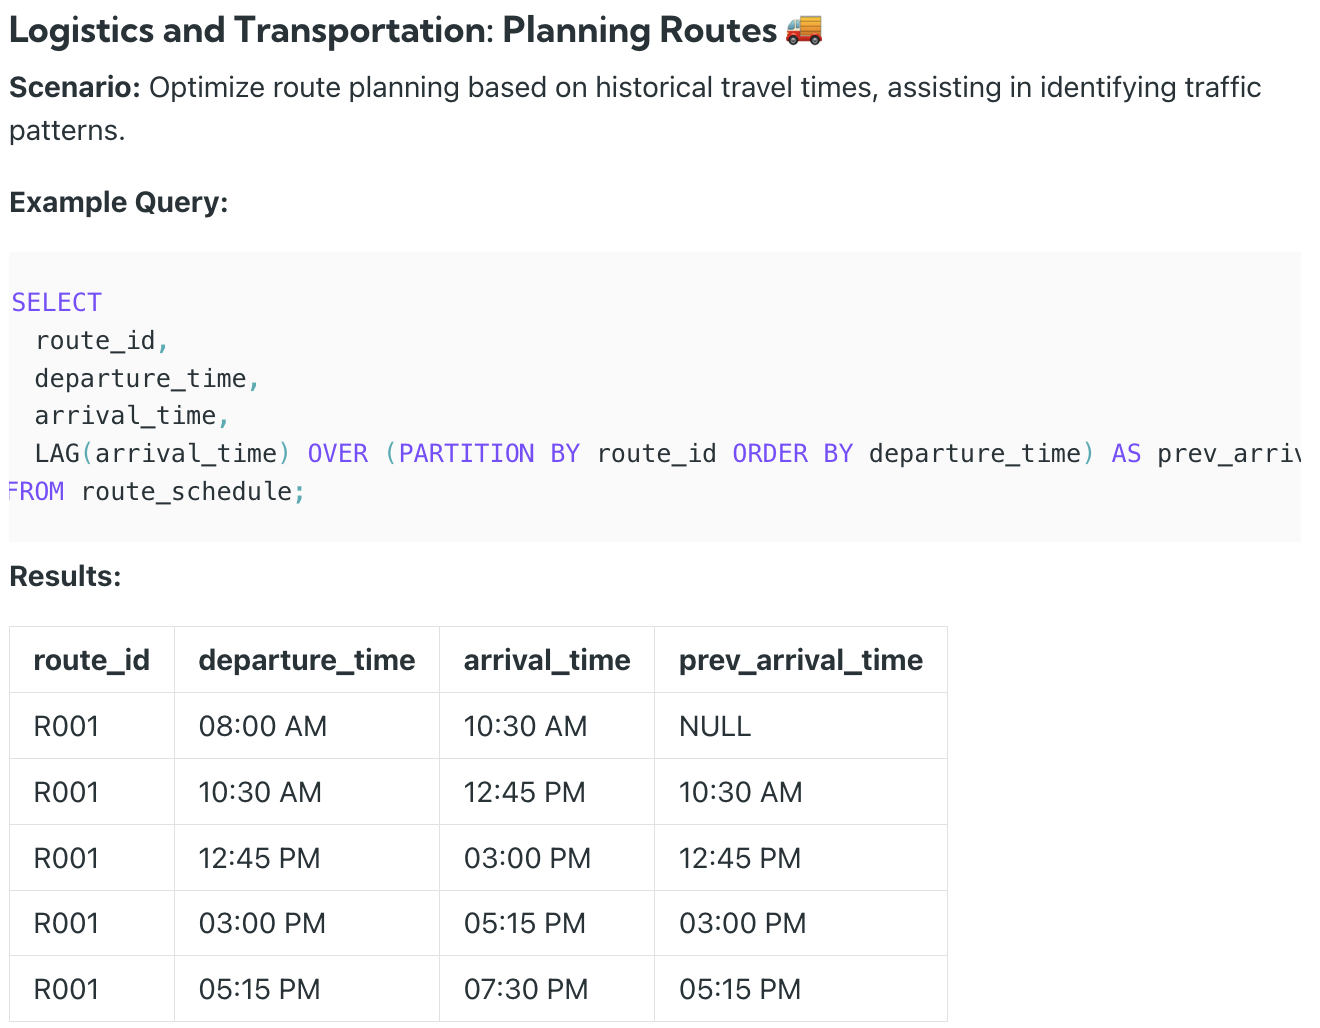 Logistics and Transportation: Planning Routes 🚚
Scenario: Optimize route planning based on historical travel times, assisting in identifying traffic
patterns.
Example Query:
SELECT
route_id,
departure_time,
arrival_time,
LAG(arrival_time) OVER (PARTITION BY route_id ORDER BY departure_time) AS prev_arriv
FROM route_schedule;
Results:
route_id departure_time arrival_time prev_arrival_time
R001 08:00 AM 10:30 AM NULL
R001 10:30 AM 12:45 PM 10:30 AM
R001 12:45 PM 03:00 PM 12:45 PM
R001 03:00 PM 05:15 PM 03:00 PM
R001 05:15 PM 07:30 PM 05:15 PM